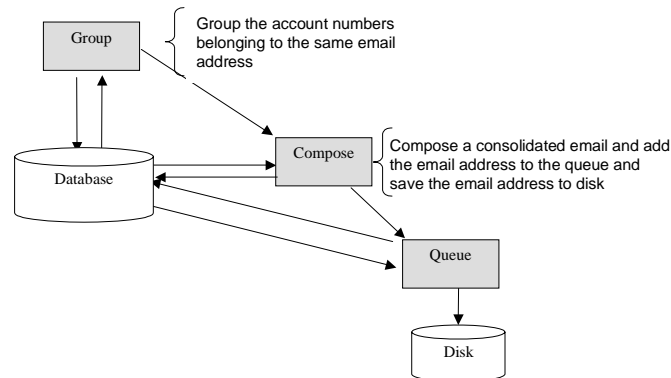 Group
Group the account numbers
belonging to the same email
address
Compose
Compose a consolidated email and add
the email address to the queue and
save the email address to disk
Database
Queue
Disk